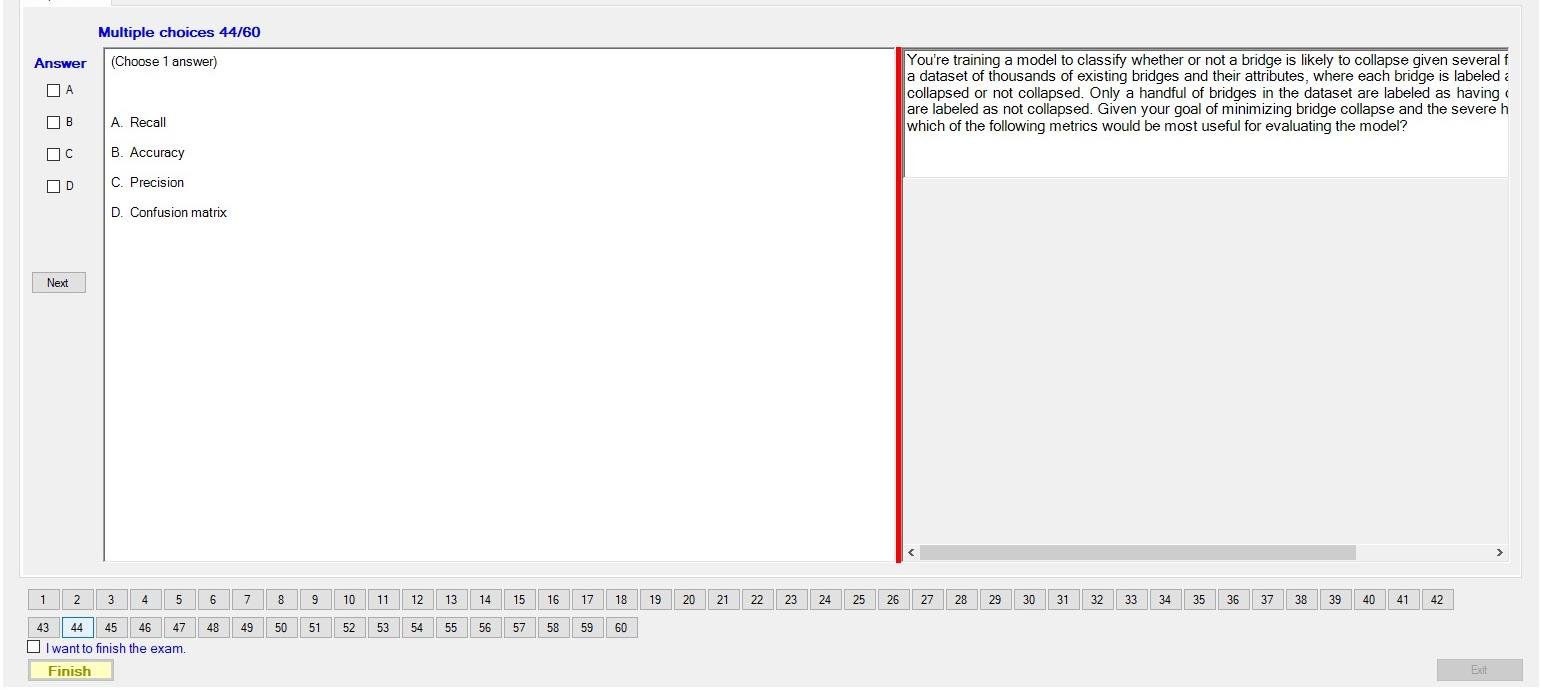 Multiple choices 44/60
Answer
A
B
C
D
Next
(Choose 1 answer)
A. Recall
B. Accuracy
C. Precision
D. Confusion matrix
You're training a model to classify whether or not a bridge is likely to collapse given several
a dataset of thousands of existing bridges and their attributes, where each bridge is labeled
collapsed or not collapsed. Only a handful of bridges in the dataset are labeled as having
are labeled as not collapsed. Given your goal of minimizing bridge collapse and the severe
which of the following metrics would be most useful for evaluating the model?
1 2 3 4 5 6 7 8 9 10 11 12 13 14 15 16 17 18 19 20 21 22 23 24 25 26 27 28 29 30 31 32 33 34 35 36 37 38 39 40 41 42
43 44 45 46 47 48 49 50 51 52 53 54 55 56 57 58 59 60
I want to finish the exam.
Finish
Exit